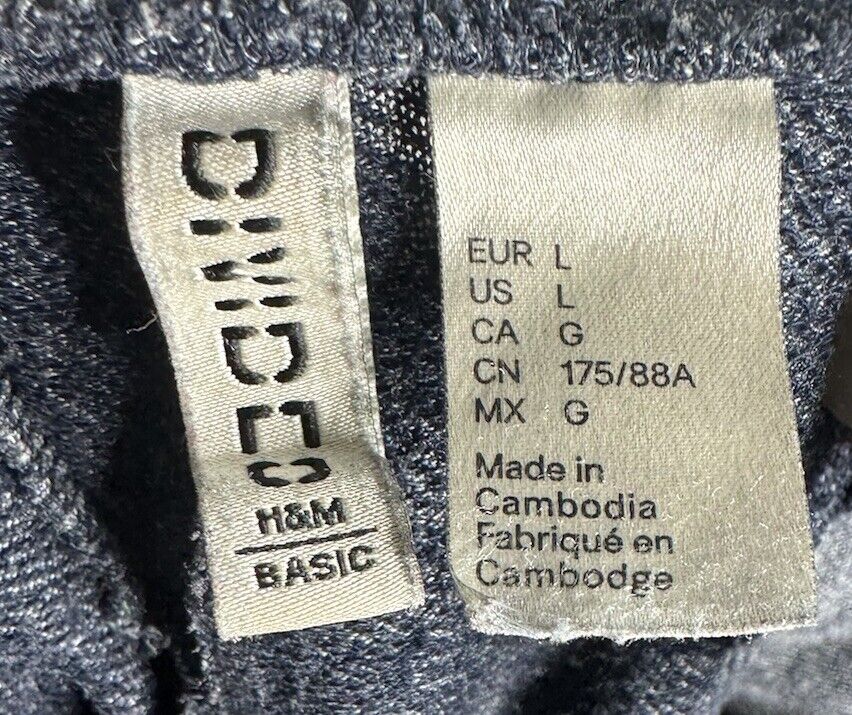 DIVIDED
H&M
BASIC
EUR L
US L
CA G
CN 175/88A
MX G
Made in
Cambodia
Fabriqué en
Cambodge